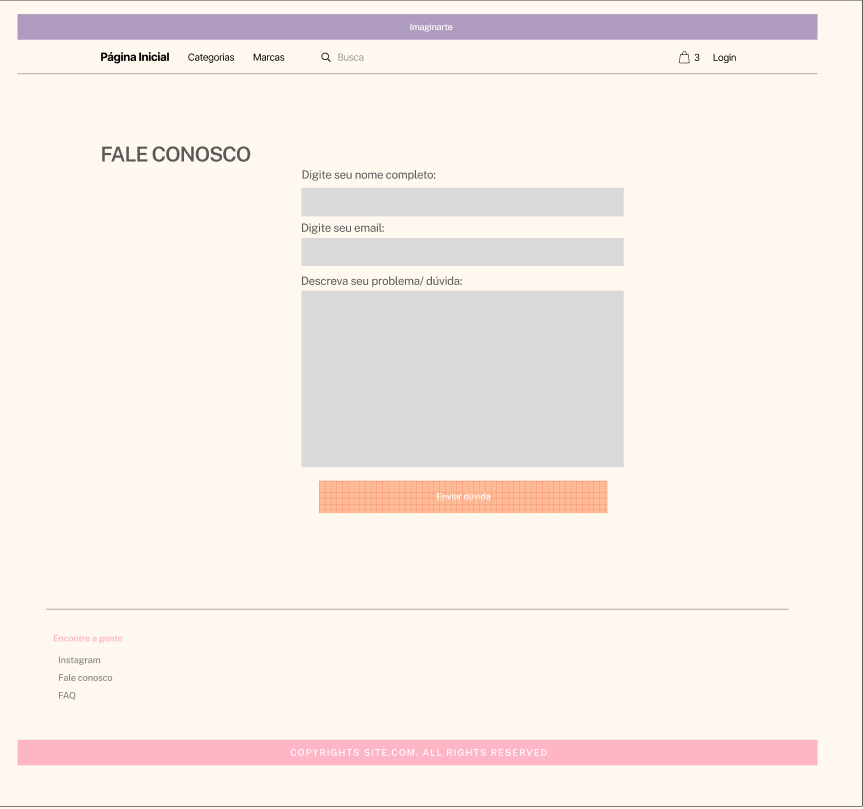 Imaginarte
Página Inicial Categorias Marcas Busca 3 Login
FALE CONOSCO
Digite seu nome completo:
Digite seu email:
Descreva seu problema/ dúvida:
Enviar dúvida
Encontre a gente
Instagram
Fale conosco
FAQ
COPYRIGHTS SITE.COM. ALL RIGHTS RESERVED